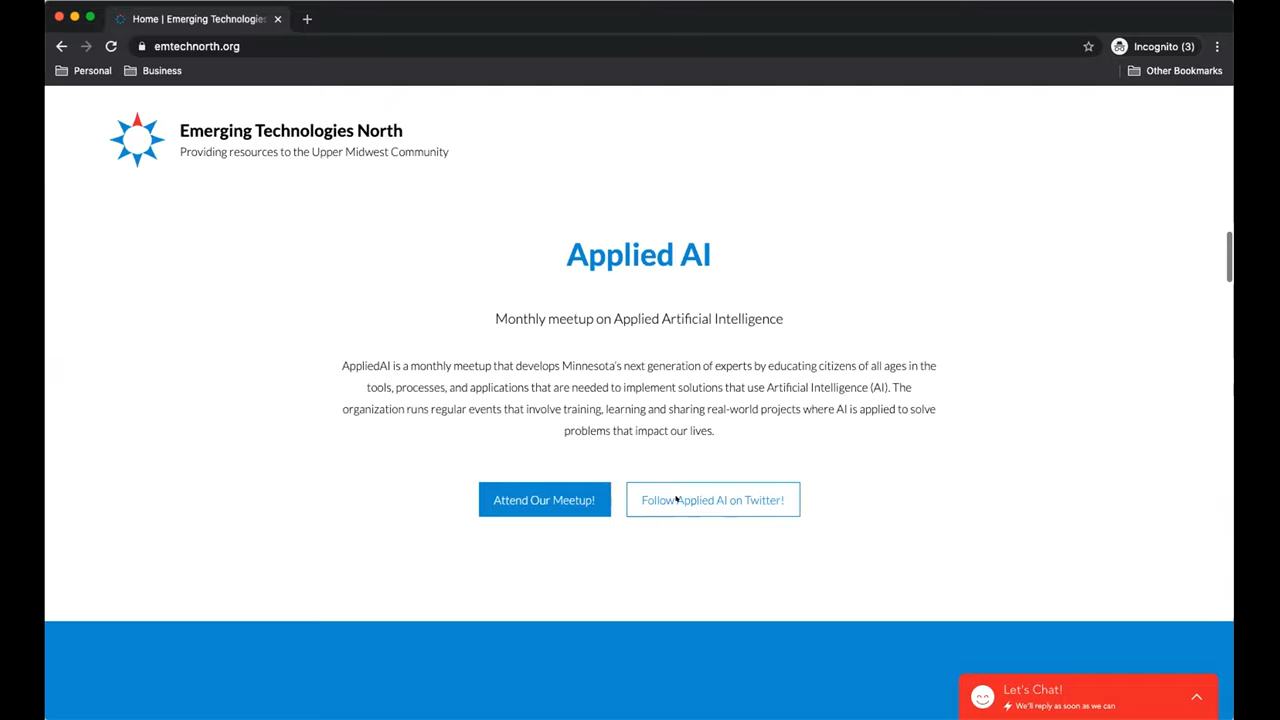 Home | Emerging Technologies
emtechnorth.org
Incognito (3)
Personal
Business
Other Bookmarks
Emerging Technologies North
Providing resources to the Upper Midwest Community
Applied AI
Monthly meetup on Applied Artificial Intelligence
AppliedAI is a monthly meetup that develops Minnesota's next generation of experts by educating citizens of all ages in the
tools, processes, and applications that are needed to implement solutions that use Artificial Intelligence (AI). The
organization runs regular events that involve training, learning and sharing real-world projects where AI is applied to solve
problems that impact our lives.
Attend Our Meetup!
Follow Applied AI on Twitter!
Let's Chat!
We'll reply as soon as we can